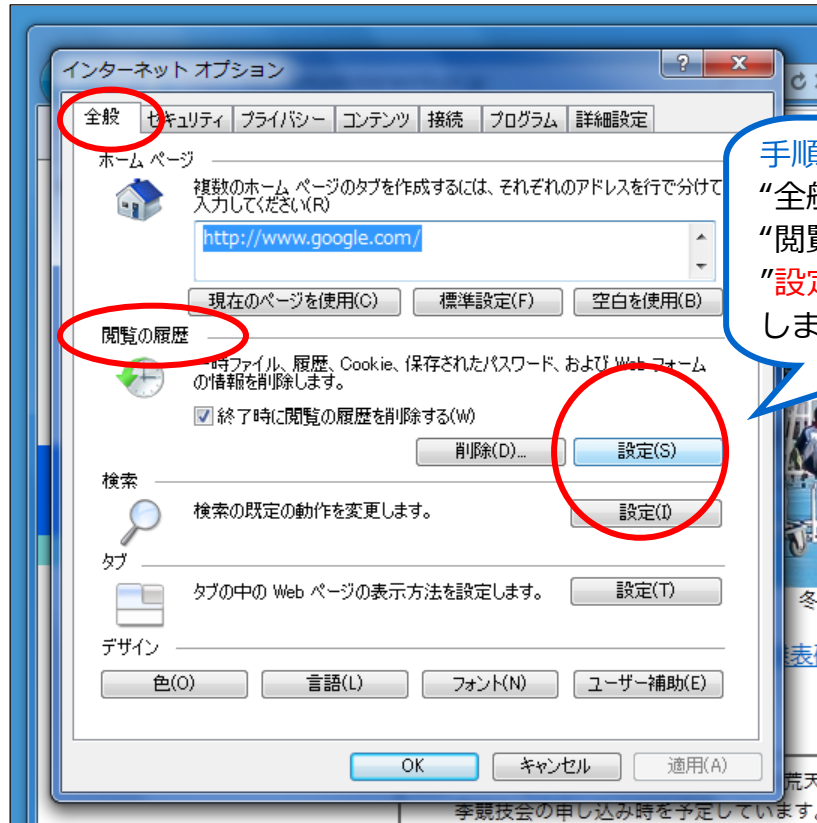 インターネット オプション
全般 セキュリティ プライバシー コンテンツ 接続 プログラム 詳細設定
ホーム ページ
複数のホーム ページのタブを作成するには、それぞれのアドレスを行で分けて
入力してください(R)
http://www.google.com/
現在のページを使用(C) 標準設定(F) 空白を使用(B)
閲覧の履歴
一時ファイル、履歴、Cookie、保存されたパスワード、および Web フォーム
の情報を削除します。
終了時に閲覧の履歴を削除する(W)
削除(D)... 設定(S)
検索
検索の既定の動作を変更します。 設定(I)
タブ
タブの中の Web ページの表示方法を設定します。 設定(T)
デザイン
色(O) 言語(L) フォント(N) ユーザー補助(E)
OK キャンセル 適用(A)
手順
“全般
“閲覧
”設定
しま
冬
表
荒天
季競技会の申し込み時を予定しています。